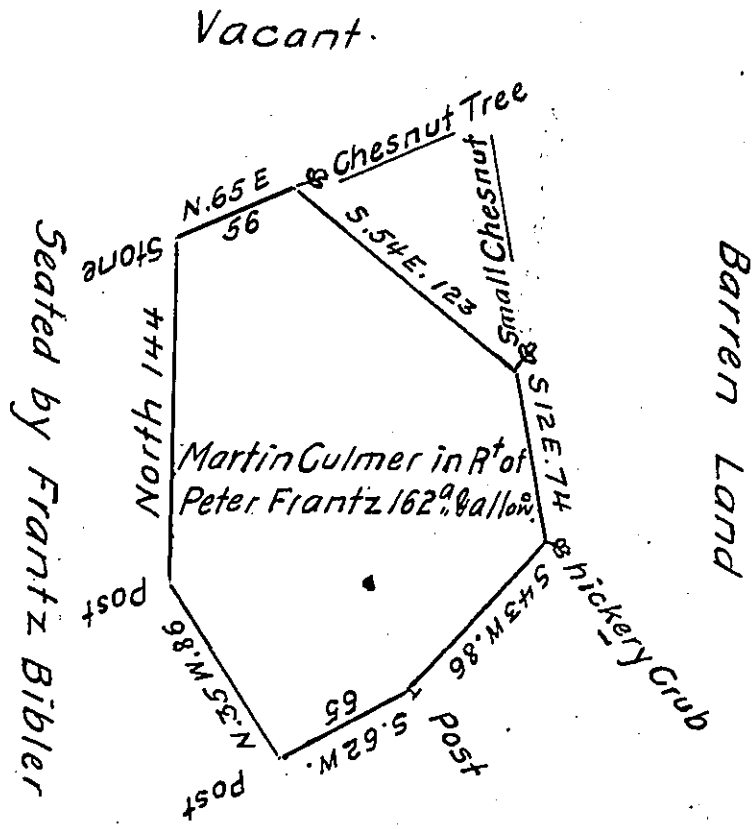 Vacant.
Chesnut Tree
N.65 E
56
Small Chesnut
S.54E.123
Stone
Barren Land
Seated by Frantz Bibler
North 144
S 12 E.74
Martin Culmer in Rt of
Peter Frantz 162a. & allow.
hickery Grub
S 43 W.86
post
N.35 W.86
65
S.62 W.
post
post